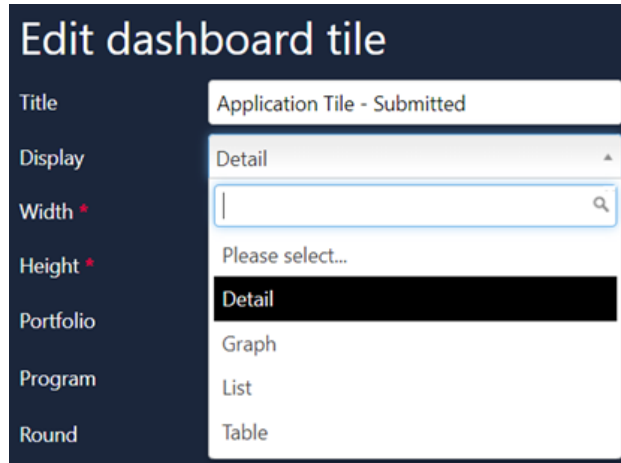 Edit dashboard tile
Title Application Tile - Submitted
Display Detail
Width *
Height *
Please select...
Detail
Portfolio
Graph
Program
List
Round
Table